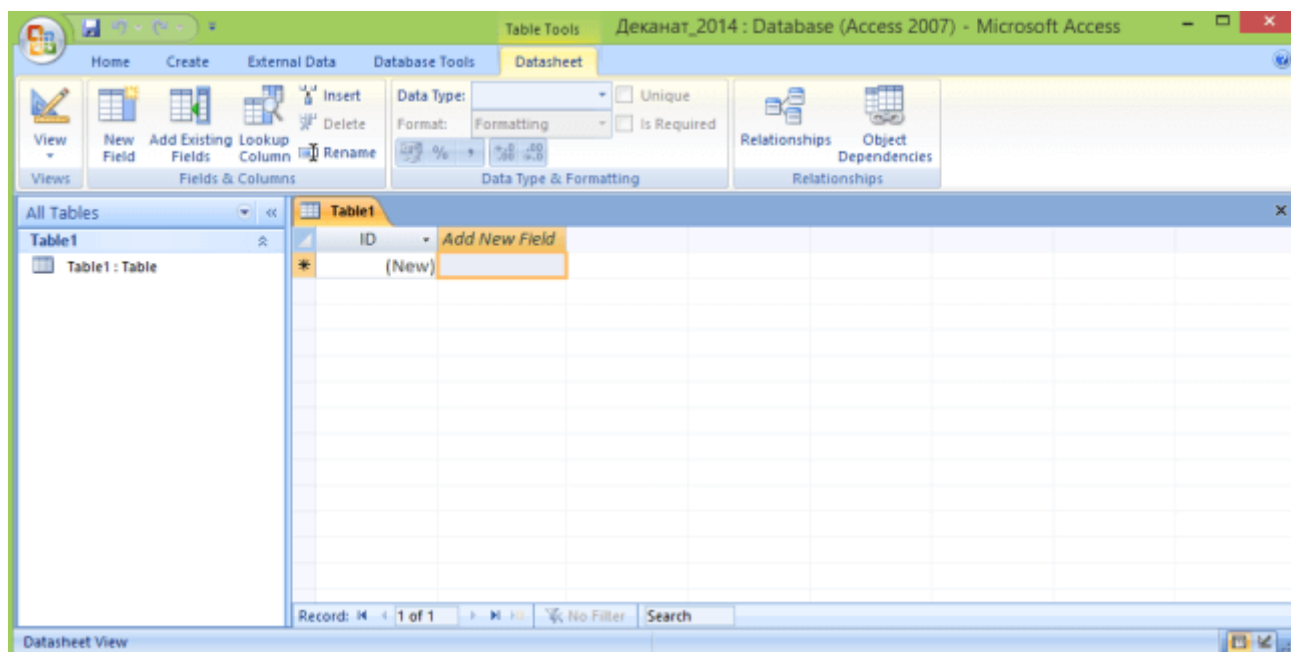 Table Tools Деканат_2014 : Database (Access 2007) - Microsoft Access
Home Create External Data Database Tools Datasheet
View
New Field
Add Existing Fields
Lookup Column
Insert
Delete
Rename
Data Type:
Unique
Format: Formatting
Is Required
% , 
Relationships
Object Dependencies
Views Fields & Columns Data Type & Formatting Relationships
All Tables
Table1
Table1
ID Add New Field
Table1 : Table
(New)
Record: 1 of 1 No Filter Search
Datasheet View